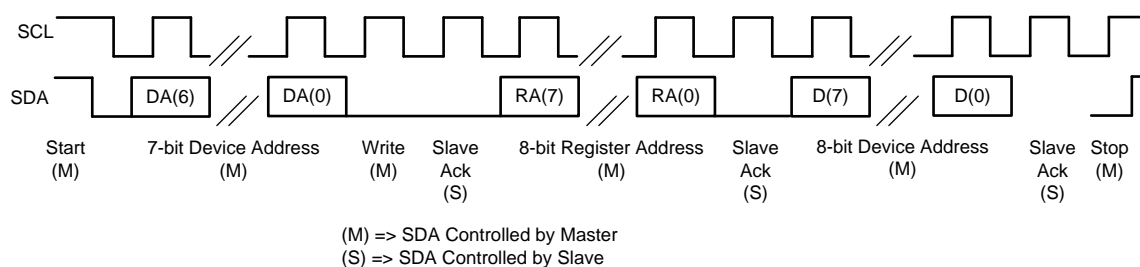 SCL
SDA
DA(6)
DA(0)
RA(7)
RA(0)
D(7)
D(0)
Start
(M)
7-bit Device Address
(M)
Write
(M)
Slave
Ack
(S)
8-bit Register Address
(M)
Slave
Ack
(S)
8-bit Device Address
(M)
Slave
Ack
(S)
Stop
(M)
(M) => SDA Controlled by Master
(S) => SDA Controlled by Slave